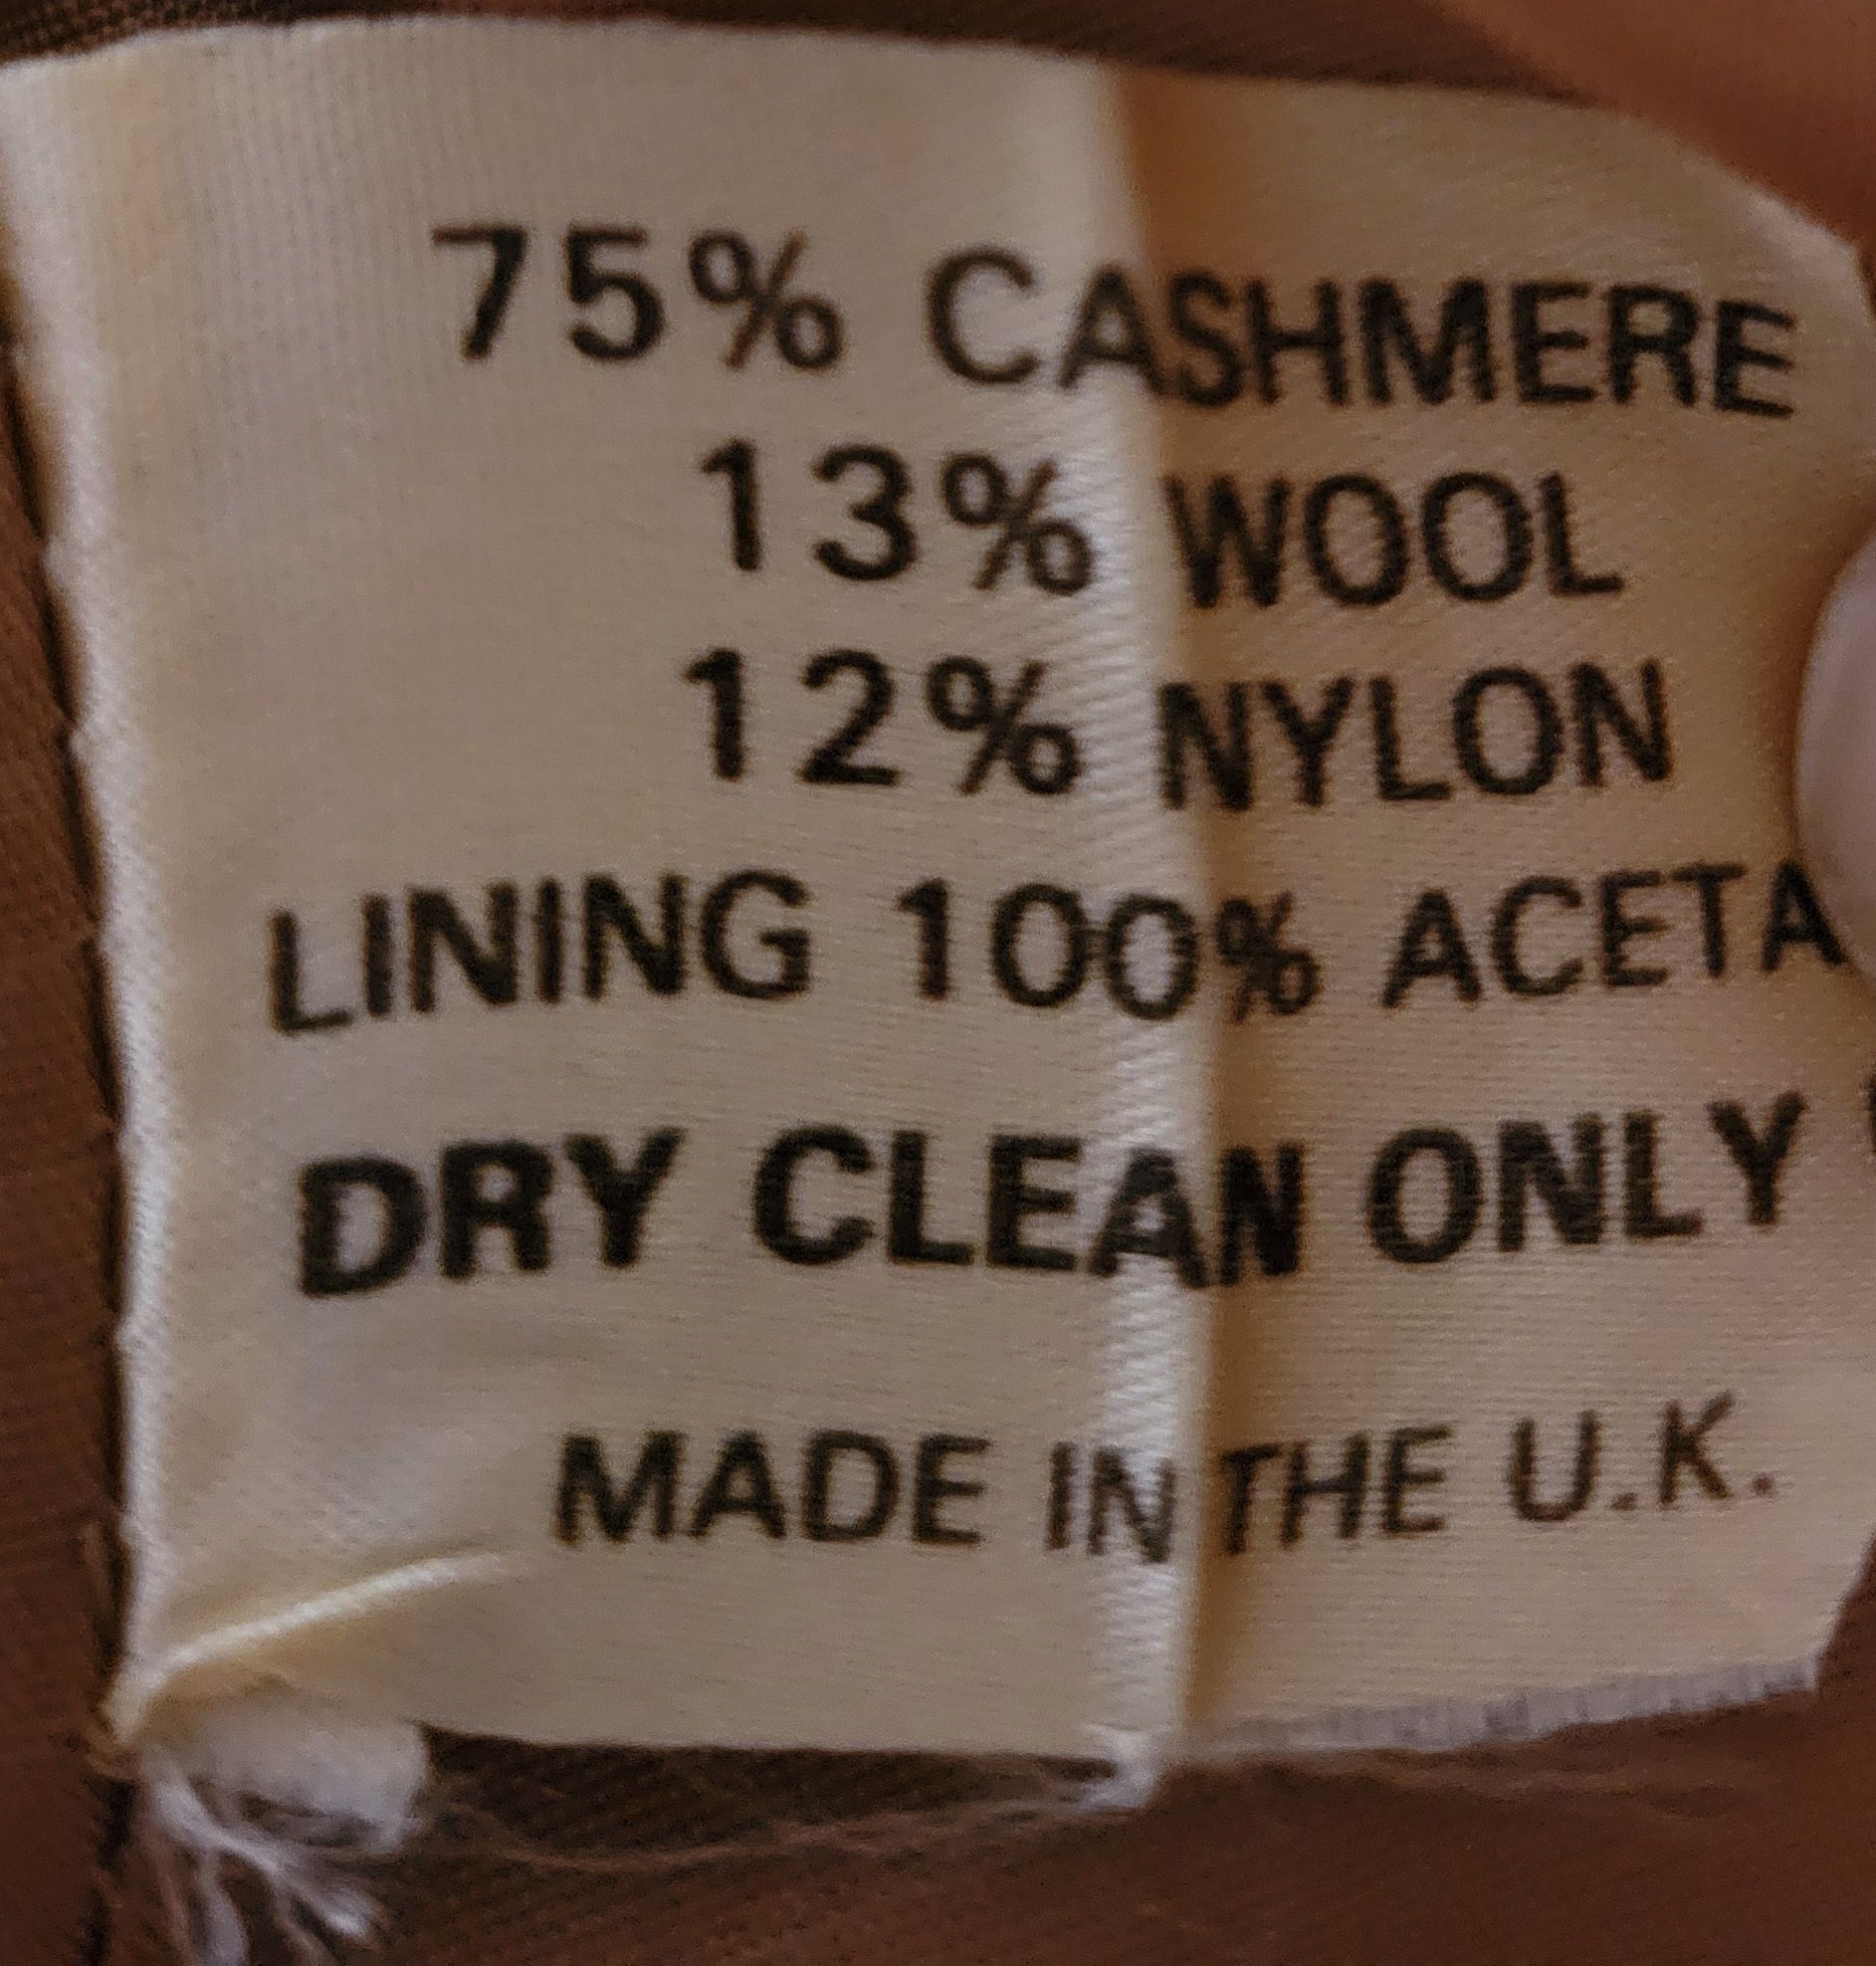 75% CASHMERE
13% WOOL
12% NYLON
LINING 100% ACETA
DRY CLEAN ONLY
MADE IN THE U.K.